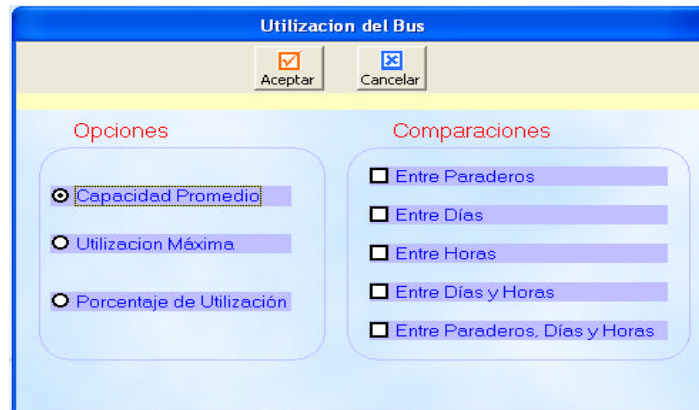 Utilizacion del Bus
Aceptar
Cancelar
Opciones
Capacidad Promedio
Utilizacion Máxima
Porcentaje de Utilización
Comparaciones
Entre Paraderos
Entre Días
Entre Horas
Entre Días y Horas
Entre Paraderos, Días y Horas